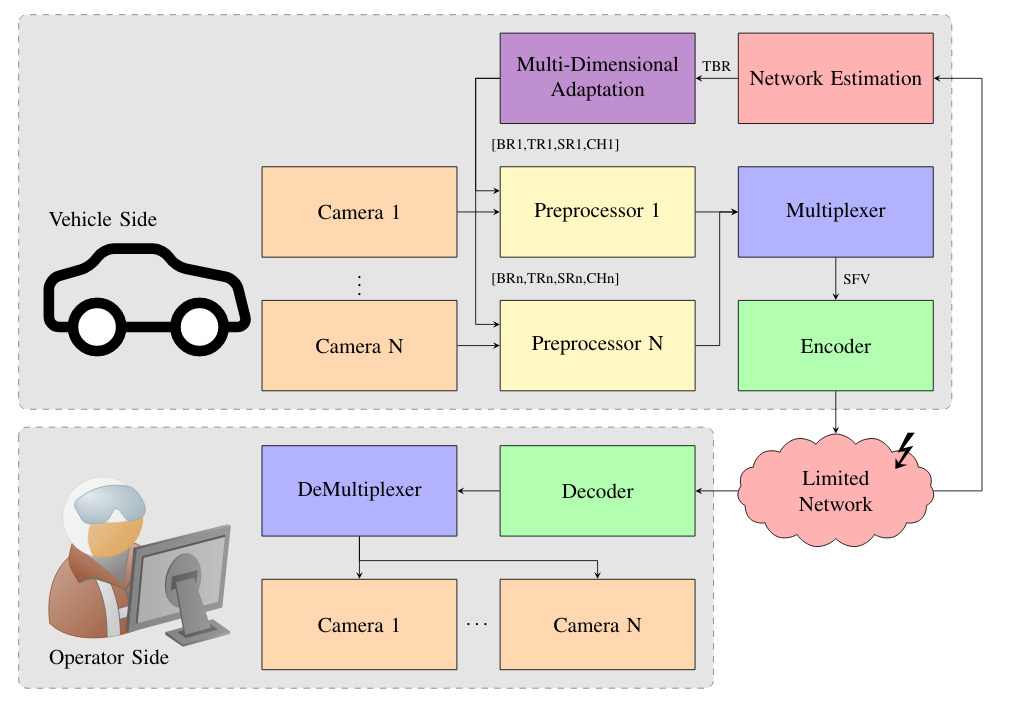 Multi-Dimensional
Adaptation
TBR
Network Estimation
[BR1,TR1,SR1,CH1]
Vehicle Side
Camera 1
Preprocessor 1
Multiplexer
⋮
[BRn,TRn,SRn,CHn]
SFV
Camera N
Preprocessor N
Encoder
DeMultiplexer
Decoder
Limited
Network
Camera 1
···
Camera N
Operator Side